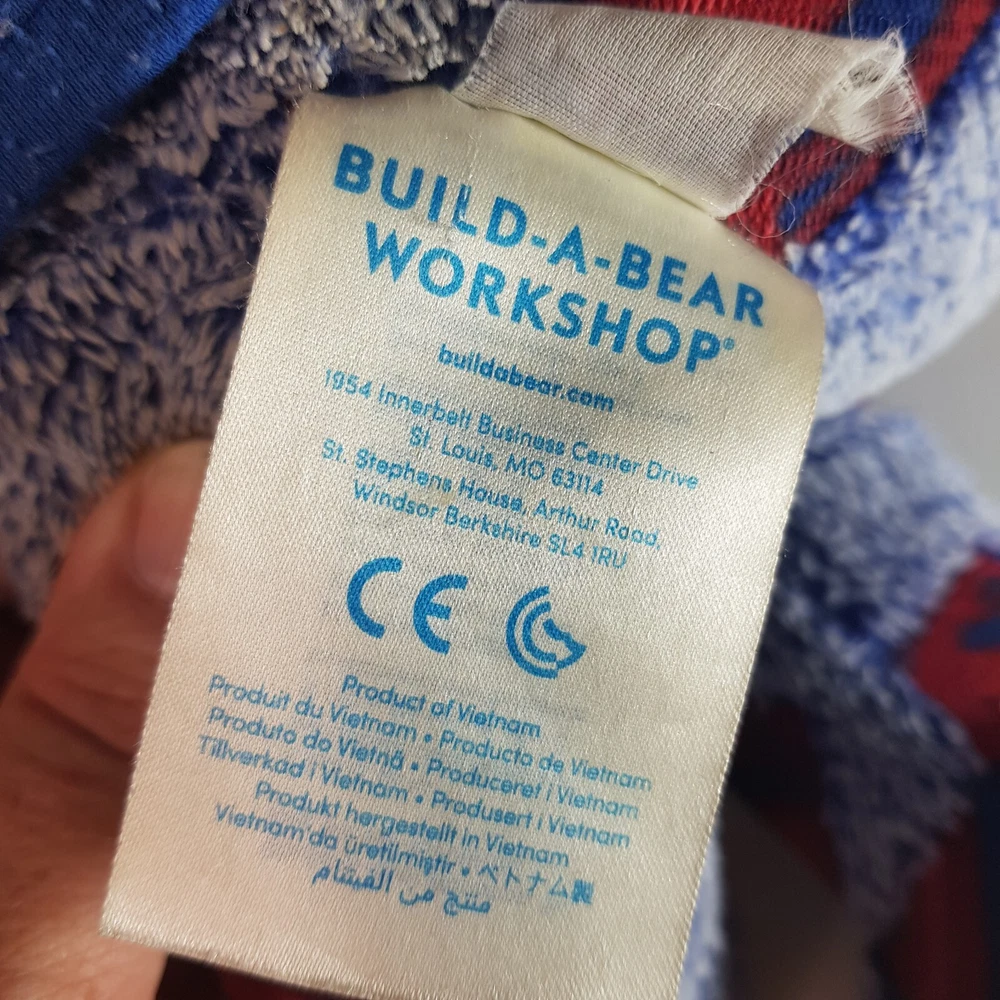 BUILD-A-BEAR
WORKSHOP®
buildabear.com
1954 Innerbelt Business Center Drive
St. Louis, MO 63114
St. Stephens House, Arthur Road,
Windsor Berkshire SL4 1RU
CE
Product of Vietnam
Produit du Vietnam • Producto de Vietnam
Produto do Vietnã • Produceret i Vietnam
Tillverkad i Vietnam • Produsert i Vietnam
Produkt hergestellt in Vietnam
Vietnam'da üretilmiştir • ベトナム製
منتج من الفيتنام